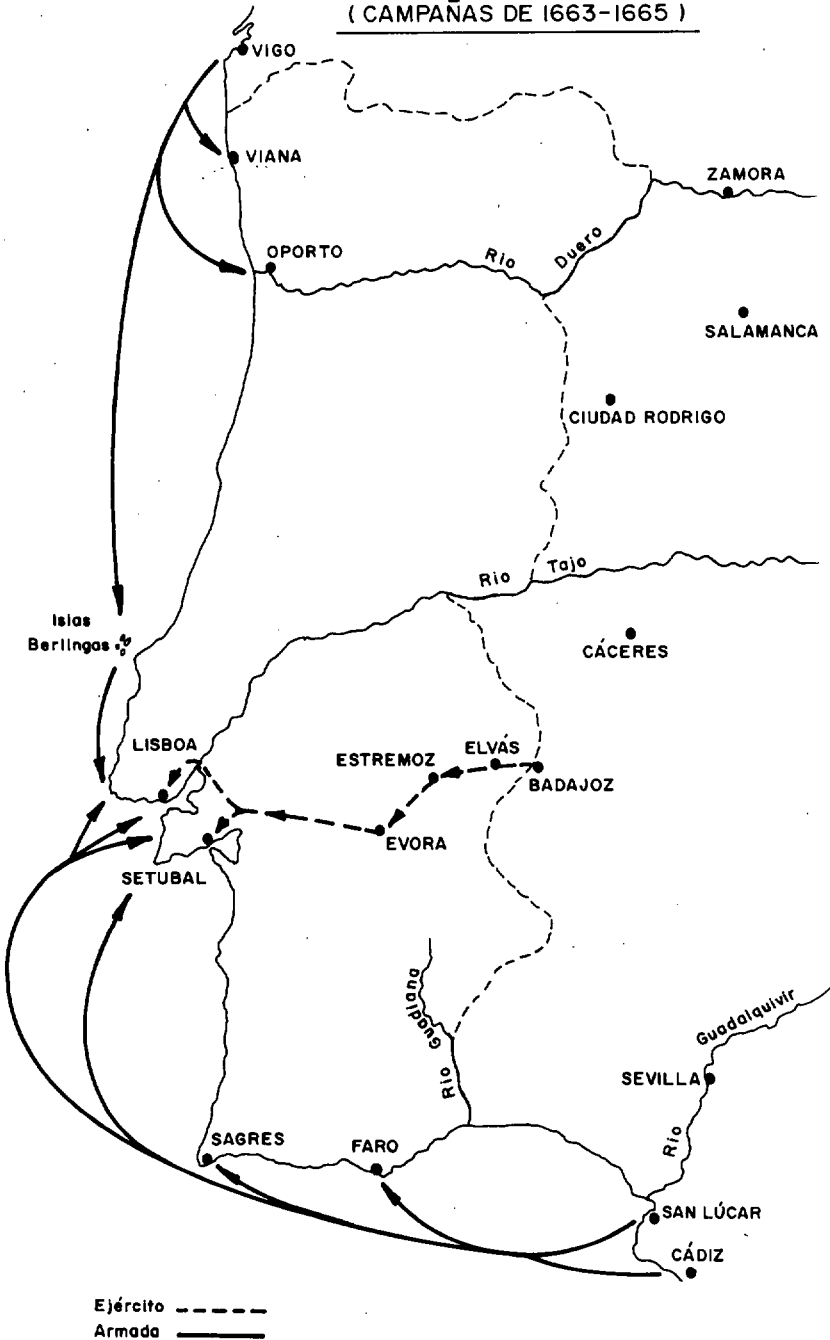 ( CAMPAÑAS DE 1663-1665 )
VIGO
VIANA
ZAMORA
OPORTO
Rio Duero
SALAMANCA
CIUDAD RODRIGO
Rio Tajo
Islas
Berlingas
CÁCERES
LISBOA
ESTREMOZ
ELVÁS
BADAJOZ
EVORA
SETUBAL
Rio Guadiana
Rio Guadalquivir
SEVILLA
SAGRES
FARO
SAN LÚCAR
CÁDIZ
Ejército
Armada